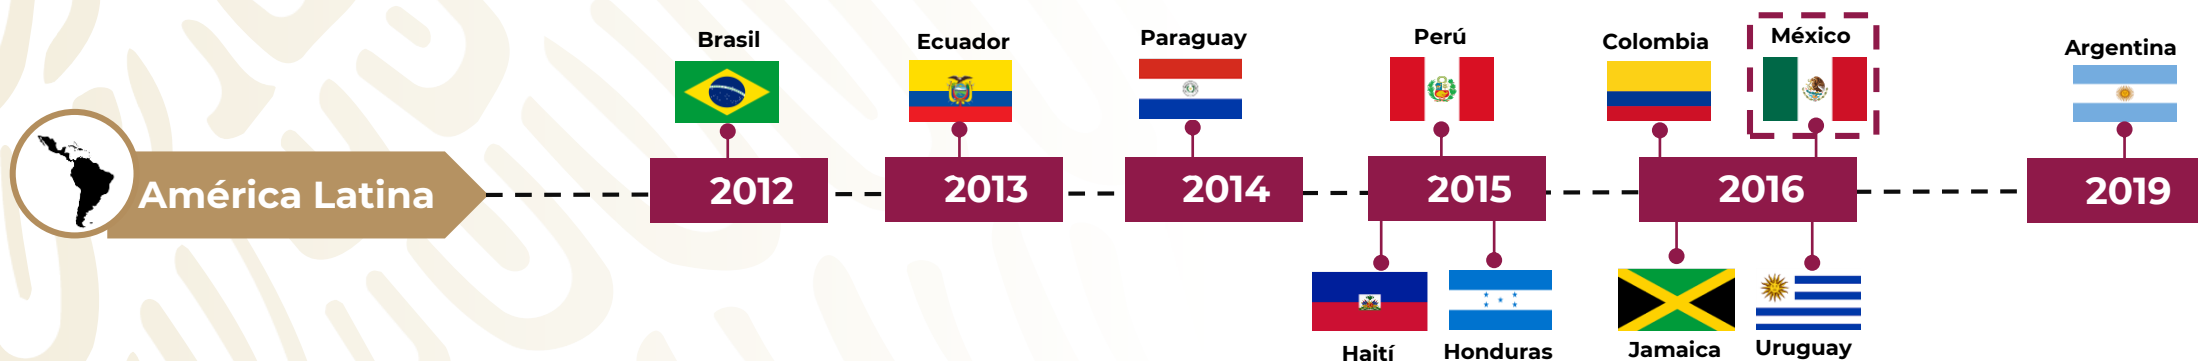 Brasil
Ecuador
Paraguay
Perú
Colombia
México
Argentina
América Latina
2012
2013
2014
2015
2016
2019
Haití
Honduras
Jamaica
Uruguay